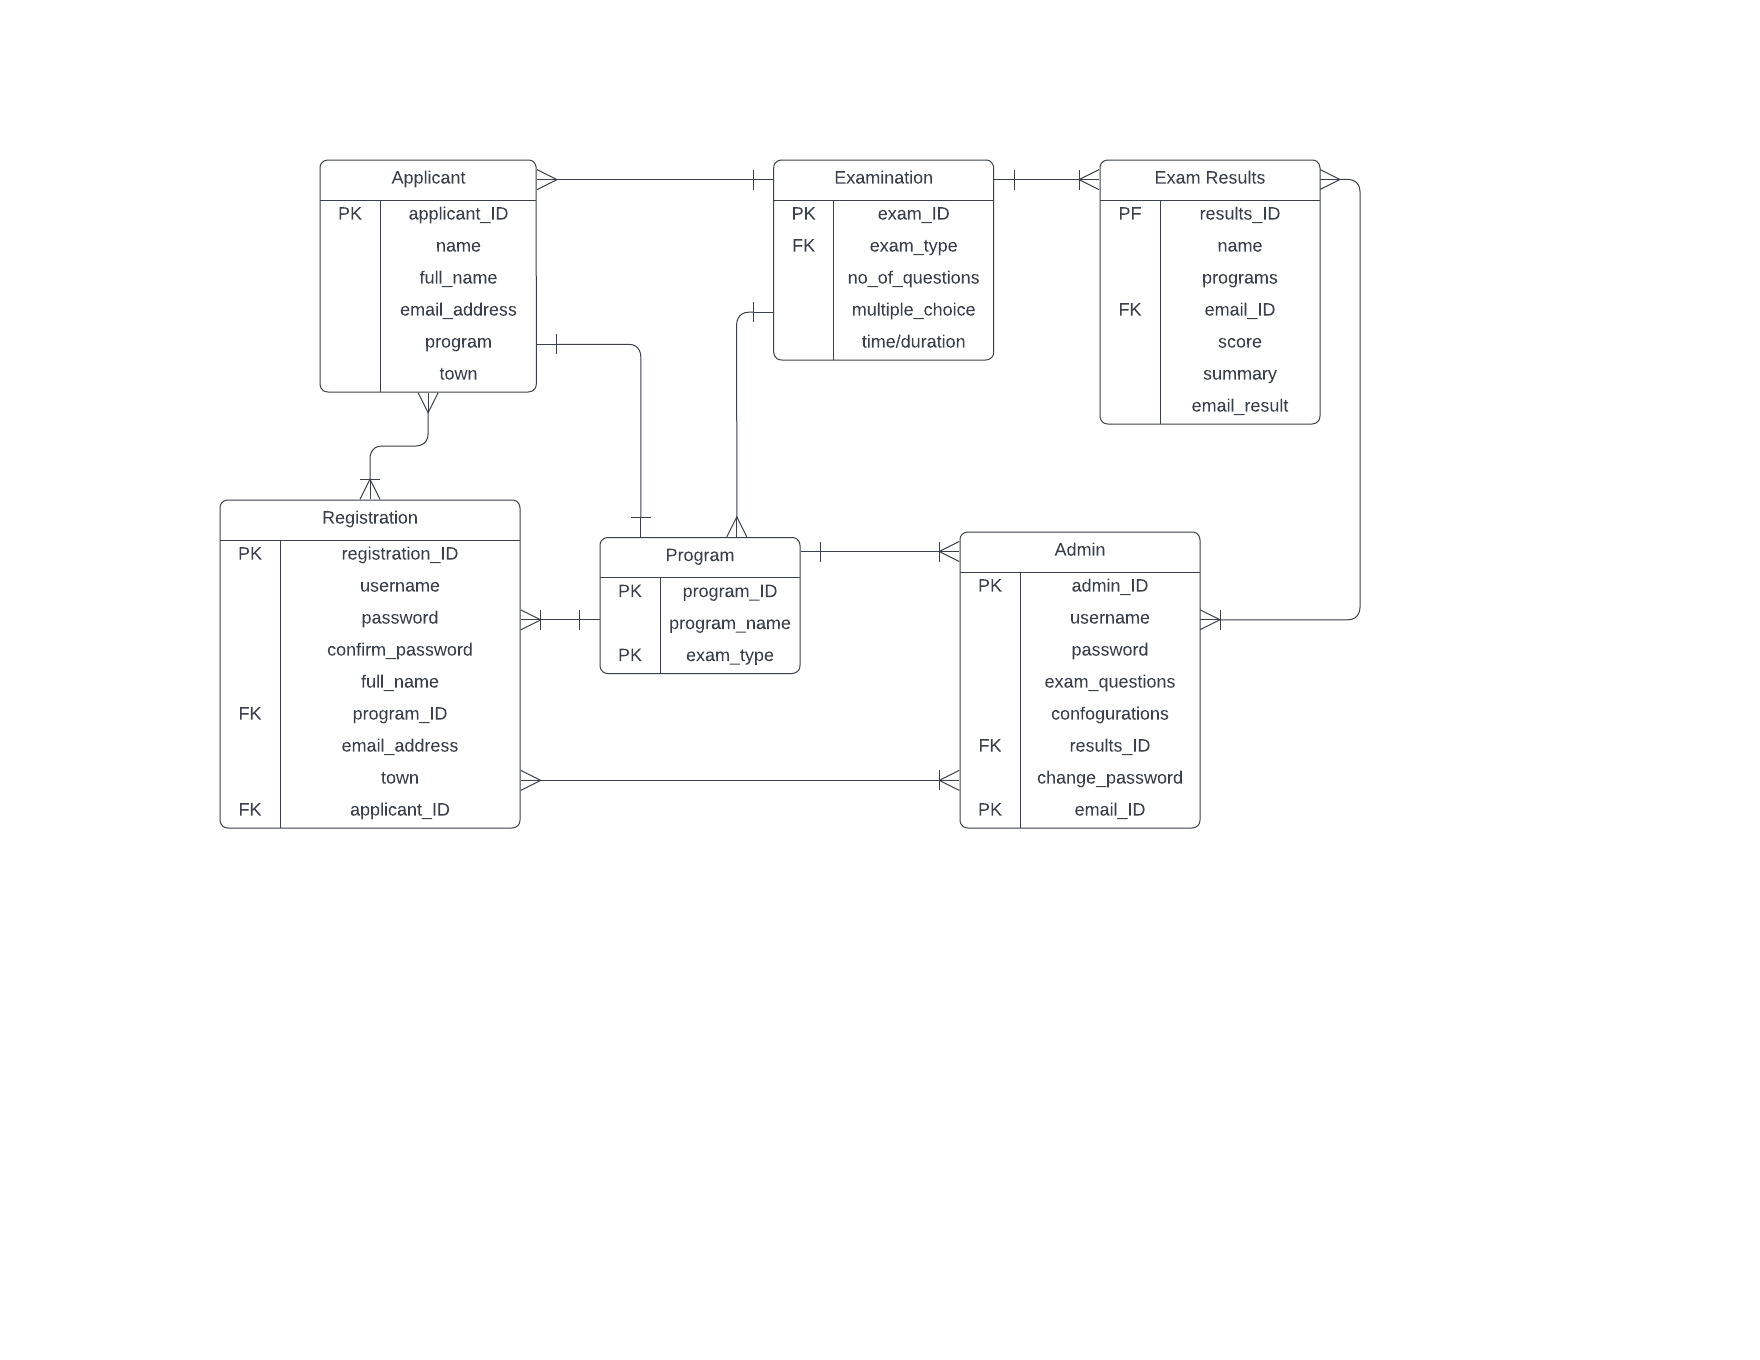 Applicant
PK applicant_ID
name
full_name
email_address
program
town
Examination
PK exam_ID
FK exam_type
no_of_questions
multiple_choice
time/duration
Exam Results
PF results_ID
name
programs
FK email_ID
score
summary
email_result
Registration
PK registration_ID
username
password
confirm_password
full_name
FK program_ID
email_address
town
FK applicant_ID
Program
PK program_ID
program_name
PK exam_type
Admin
PK admin_ID
username
password
exam_questions
confogurations
FK results_ID
change_password
PK email_ID